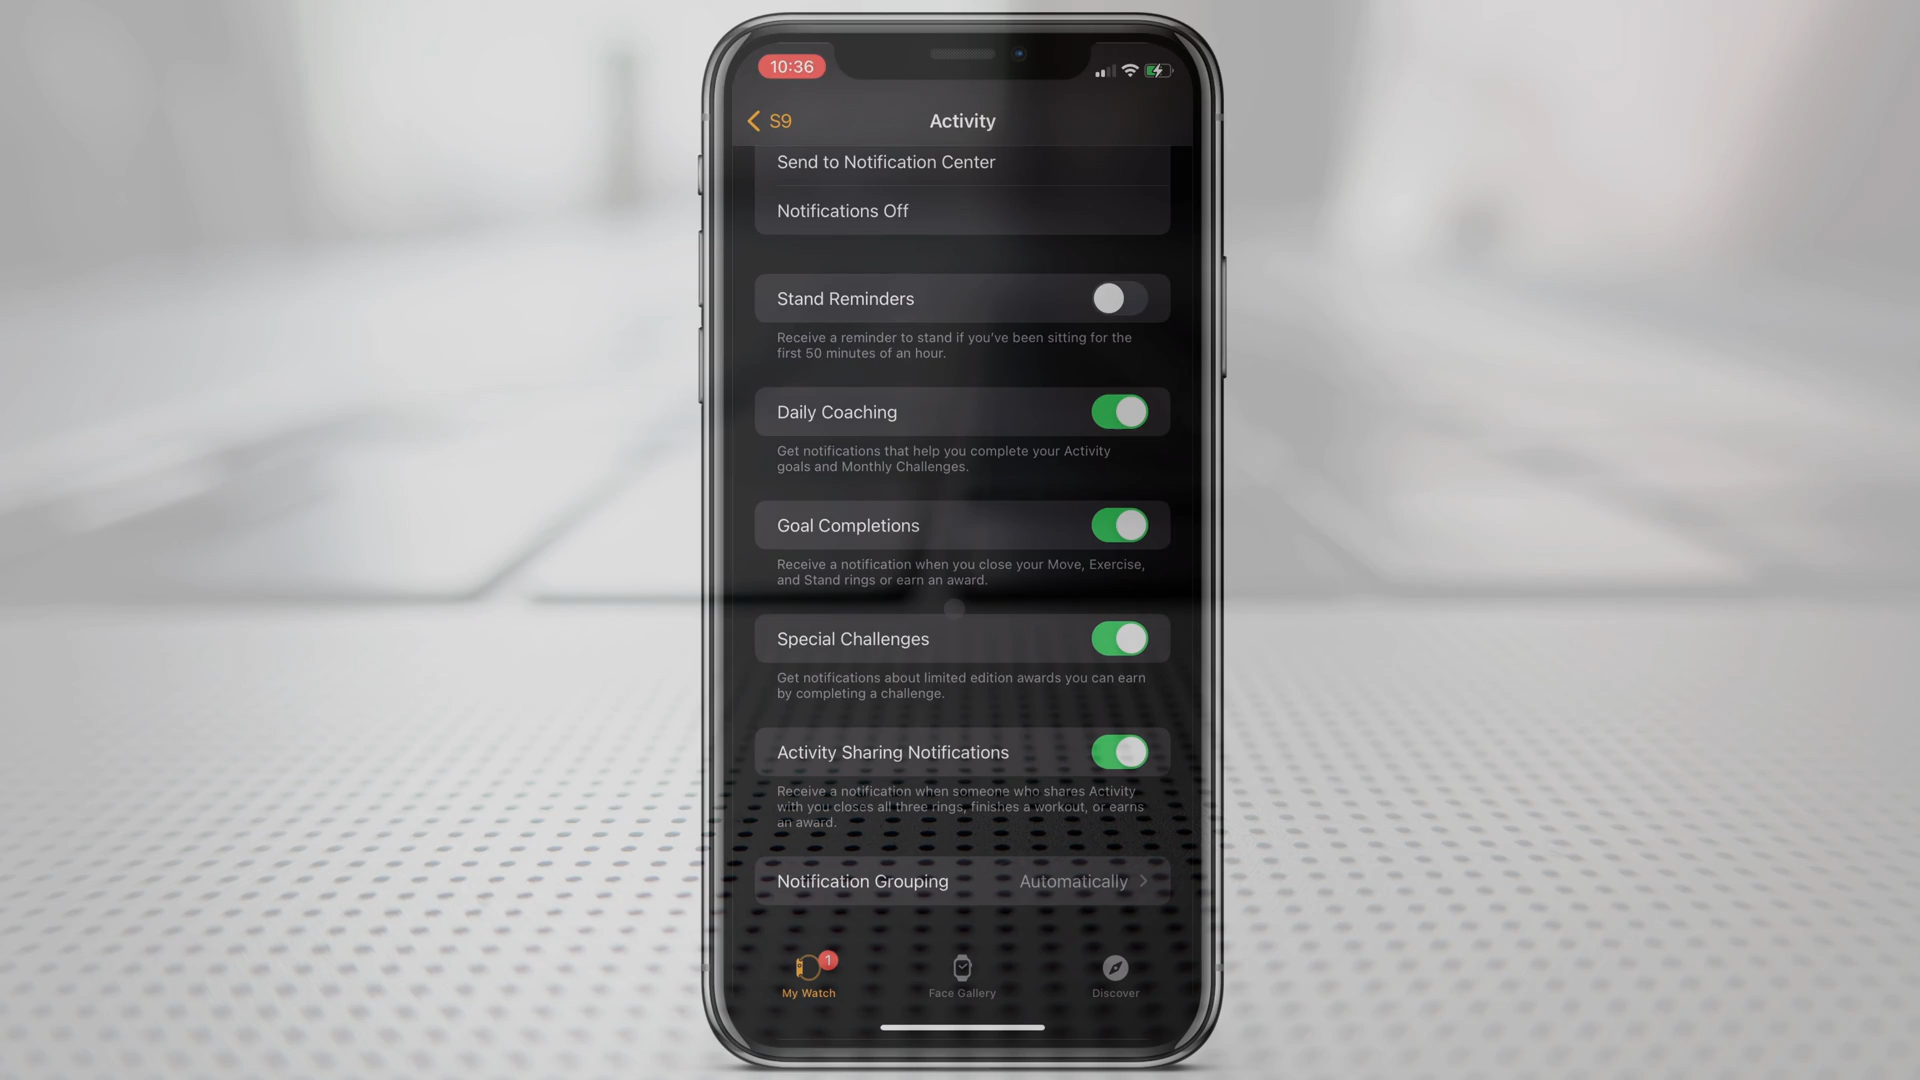 10:36
S9
Activity
Send to Notification Center
Notifications Off
Stand Reminders
Receive a reminder to stand if you've been sitting for the
first 50 minutes of an hour.
Daily Coaching
Get notifications that help you complete your Activity
goals and Monthly Challenges.
Goal Completions
Receive a notification when you close your Move, Exercise,
and Stand rings or earn an award.
Special Challenges
Get notifications about limited edition awards you can earn
by completing a challenge.
Activity Sharing Notifications
Receive a notification when someone who shares Activity
with you closes all three rings, finishes a workout, or earns
an award.
Notification Grouping Automatically
1
My Watch Face Gallery Discover